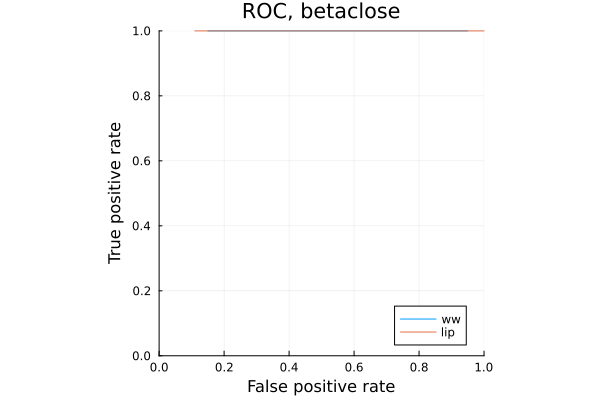 ROC, betaclose
1.0
0.8
0.6
0.4
0.2
0.0
True positive rate
0.0 0.2 0.4 0.6 0.8 1.0
False positive rate
ww
lip